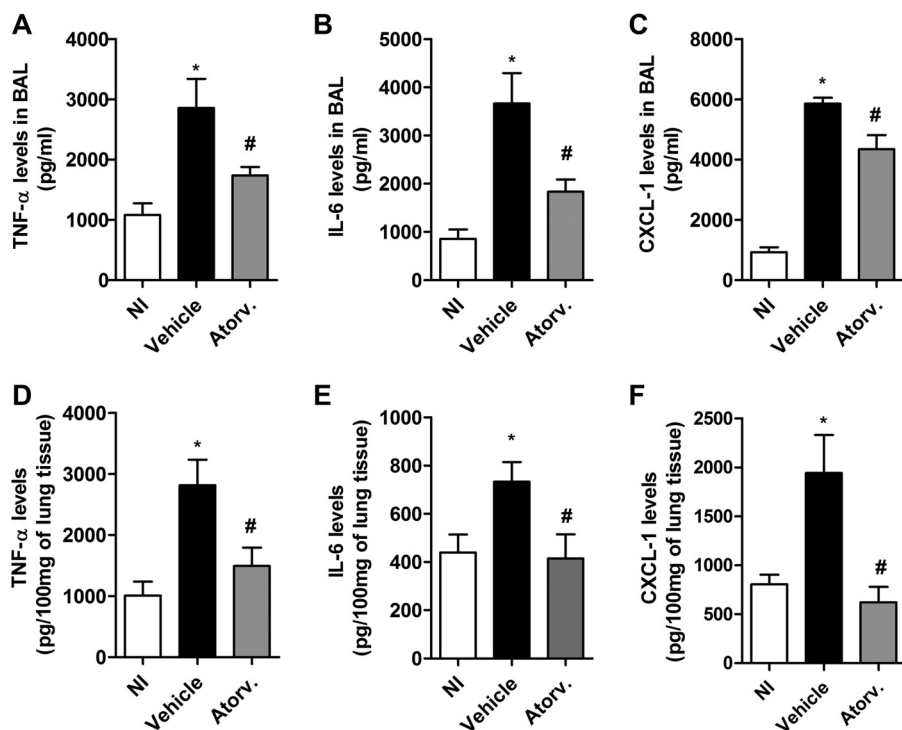 A
TNF-α levels in BAL
(pg/ml)
4000
3000
2000
1000
0
*
#
NI
Vehicle
Atorv.
B
IL-6 levels in BAL
(pg/ml)
5000
4000
3000
2000
1000
0
*
#
NI
Vehicle
Atorv.
C
CXCL-1 levels in BAL
(pg/ml)
8000
6000
4000
2000
0
*
#
NI
Vehicle
Atorv.
D
TNF-α levels
(pg/100mg of lung tissue)
4000
3000
2000
1000
0
*
#
NI
Vehicle
Atorv.
E
IL-6 levels
(pg/100mg of lung tissue)
1000
800
600
400
200
0
*
#
NI
Vehicle
Atorv.
F
CXCL-1 levels
(pg/100mg of lung tissue)
2500
2000
1500
1000
500
0
*
#
NI
Vehicle
Atorv.